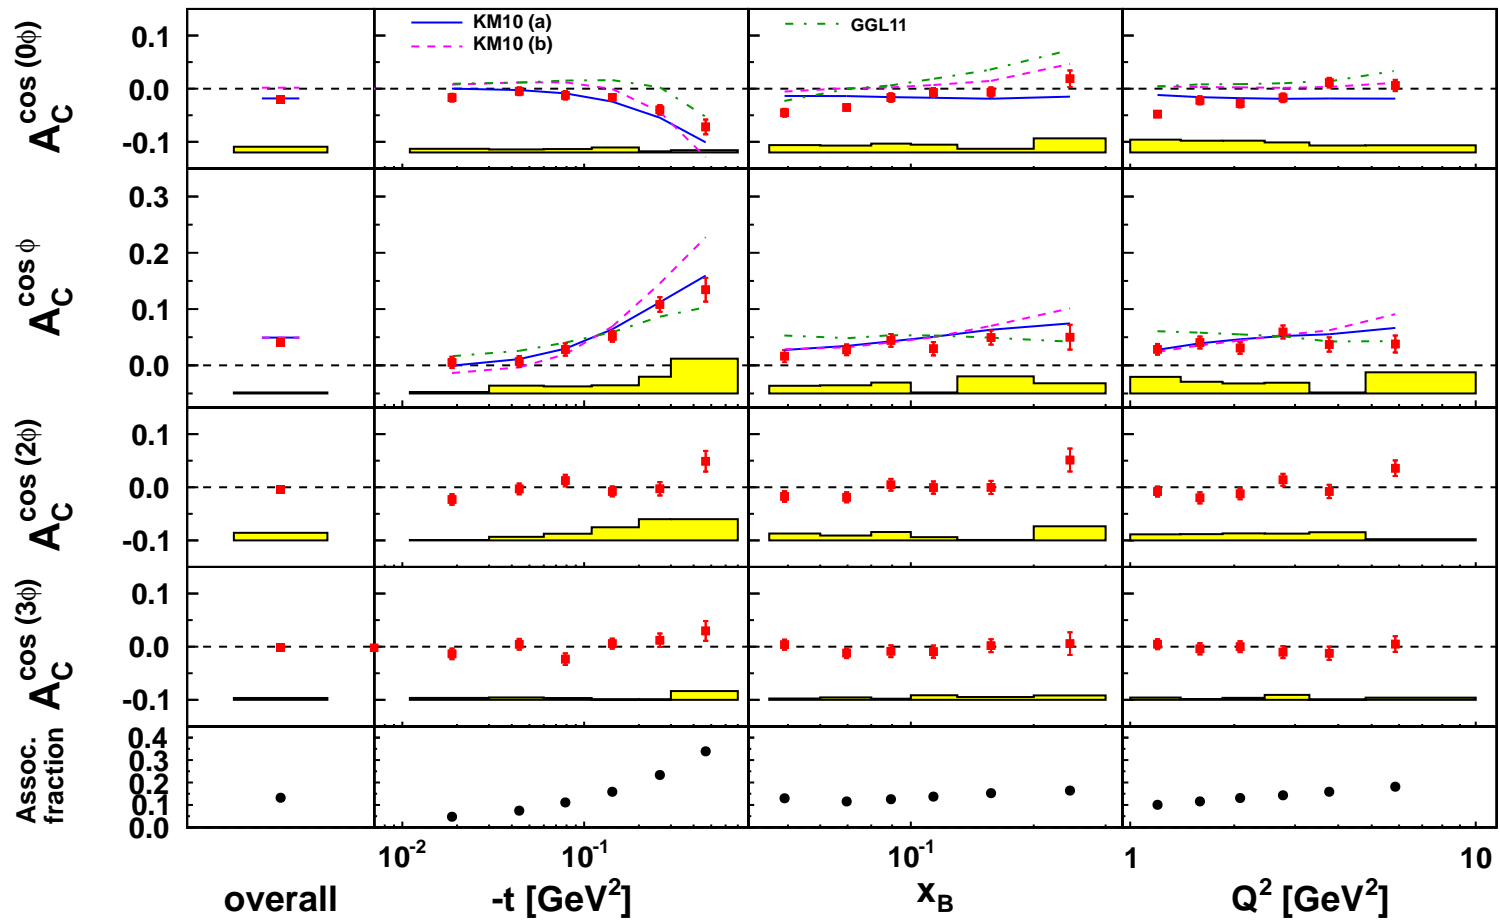 KM10 (a)
KM10 (b)
GGL11
A_C^cos (0ϕ)
0.1
0.0
-0.1
A_C^cos ϕ
0.3
0.2
0.1
0.0
A_C^cos (2ϕ)
0.1
0.0
-0.1
A_C^cos (3ϕ)
0.1
0.0
-0.1
Assoc.
fraction
0.4
0.3
0.2
0.1
0.0
10^-2 10^-1 10^-1 1 10
overall -t [GeV^2] x_B Q^2 [GeV^2]